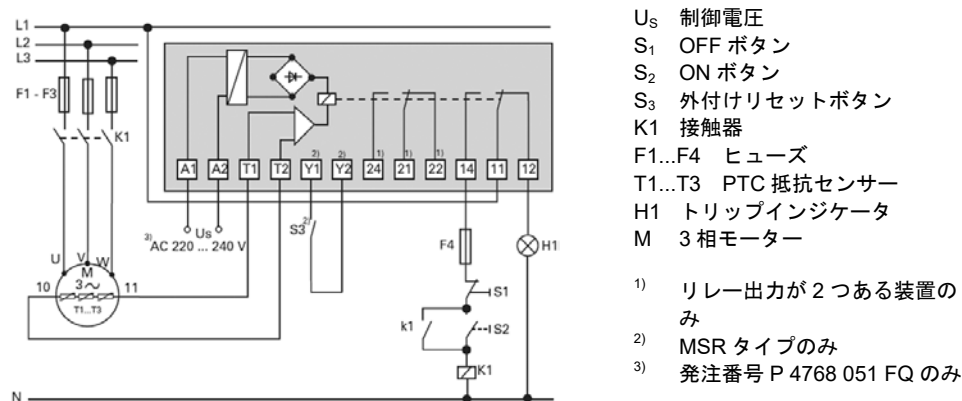 L1
L2
L3
F1 - F3
K1
A1 A2 T1 T2 Y1 Y2 24 21 22 14 11 12
2) 2) 1) 1) 1)
3) AC 220 ... 240 V
Us
S3 2)
F4
H1
U V W
M
3~
10 11
T1...T3
S1
k1
S2
K1
N
US 制御電圧
S1 OFF ボタン
S2 ON ボタン
S3 外付けリセットボタン
K1 接触器
F1...F4 ヒューズ
T1...T3 PTC 抵抗センサー
H1 トリップインジケータ
M 3 相モーター
1) リレー出力が 2 つある装置の
み
2) MSR タイプのみ
3) 発注番号 P 4768 051 FQ のみ